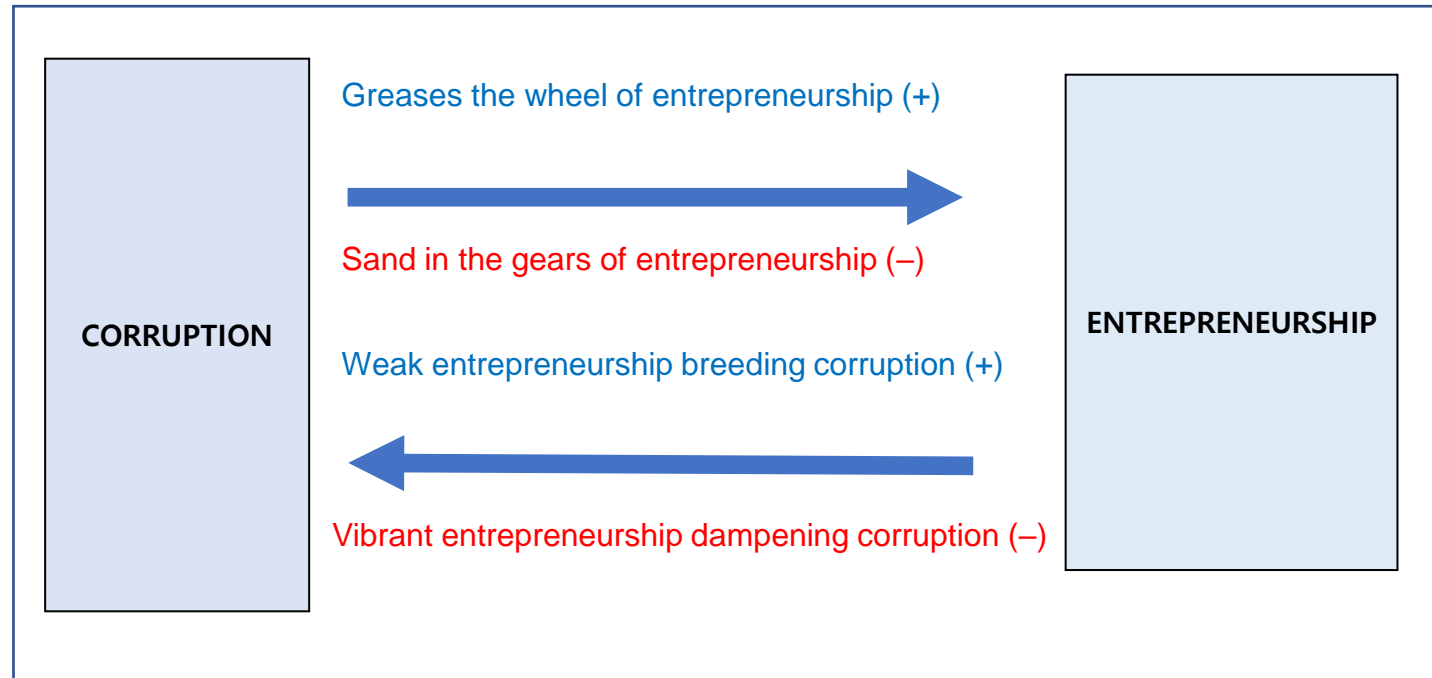 Greases the wheel of entrepreneurship (+)
Sand in the gears of entrepreneurship (–)
CORRUPTION
ENTREPRENEURSHIP
Weak entrepreneurship breeding corruption (+)
Vibrant entrepreneurship dampening corruption (–)